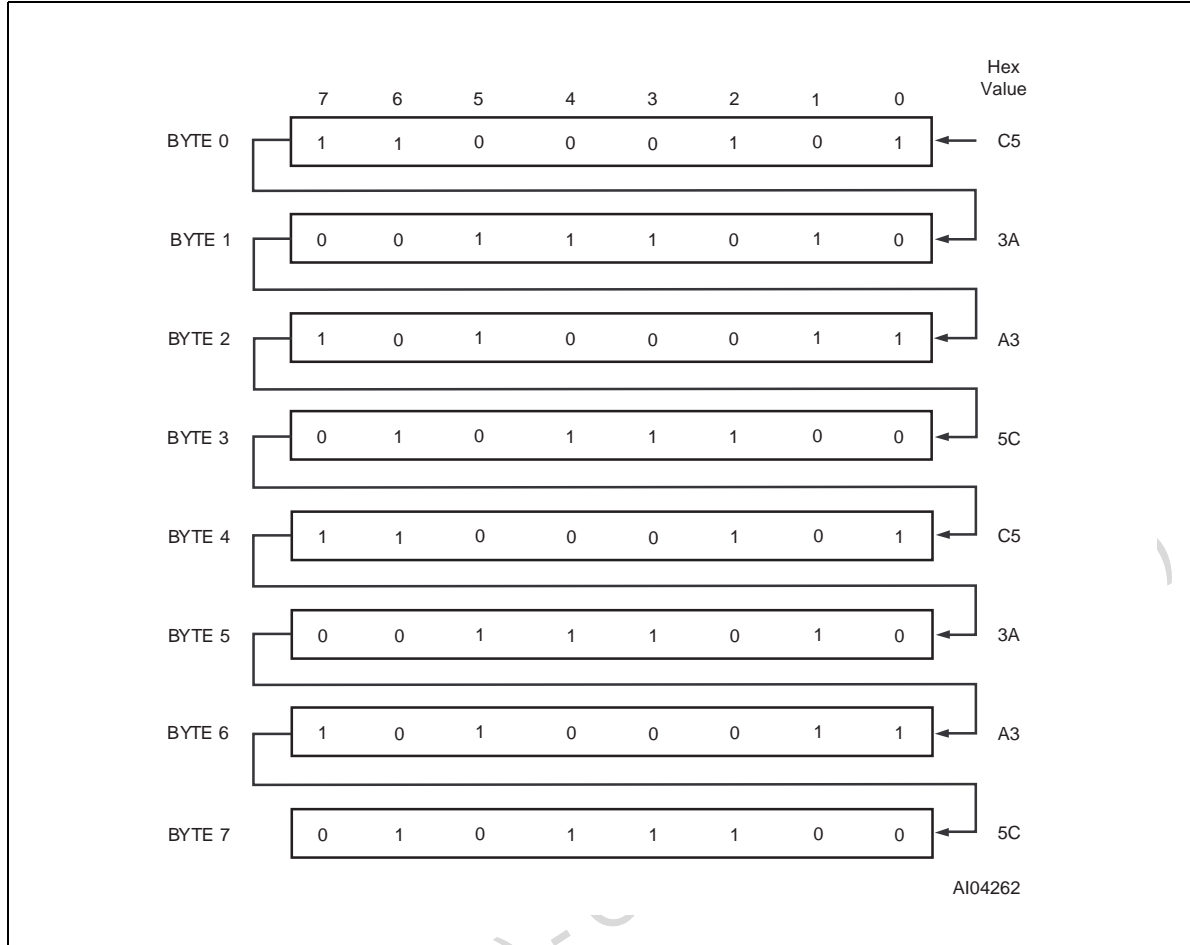 Hex
Value
7 6 5 4 3 2 1 0
BYTE 0 1 1 0 0 0 1 0 1 C5
BYTE 1 0 0 1 1 1 0 1 0 3A
BYTE 2 1 0 1 0 0 0 1 1 A3
BYTE 3 0 1 0 1 1 1 0 0 5C
BYTE 4 1 1 0 0 0 1 0 1 C5
BYTE 5 0 0 1 1 1 0 1 0 3A
BYTE 6 1 0 1 0 0 0 1 1 A3
BYTE 7 0 1 0 1 1 1 0 0 5C
AI04262